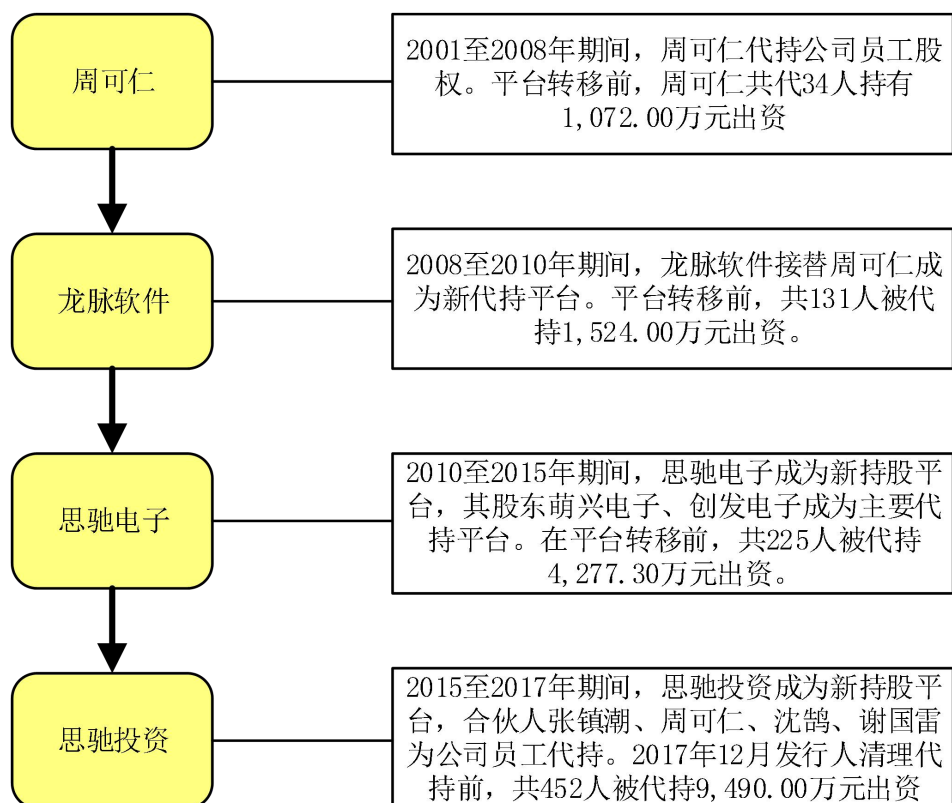 周可仁
2001至2008年期间，周可仁代持公司员工股
权。平台转移前，周可仁共代34人持有
1,072.00万元出资
龙脉软件
2008至2010年期间，龙脉软件接替周可仁成
为新代持平台。平台转移前，共131人被代
持1,524.00万元出资。
思驰电子
2010至2015年期间，思驰电子成为新持股平
台，其股东萌兴电子、创发电子成为主要代
持平台。在平台转移前，共225人被代持
4,277.30万元出资。
思驰投资
2015至2017年期间，思驰投资成为新持股平
台，合伙人张镇潮、周可仁、沈鹄、谢国雷
为公司员工代持。2017年12月发行人清理代
持前，共452人被代持9,490.00万元出资